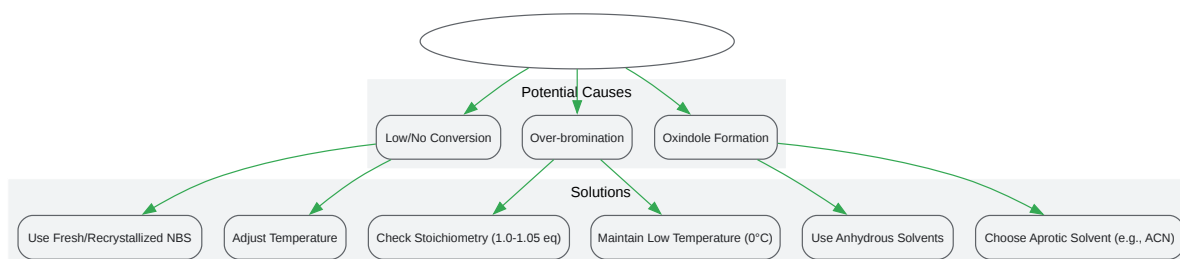 Potential Causes
Low/No Conversion
Over-bromination
Oxindole Formation
Solutions
Use Fresh/Recrystallized NBS
Adjust Temperature
Check Stoichiometry (1.0-1.05 eq)
Maintain Low Temperature (0°C)
Use Anhydrous Solvents
Choose Aprotic Solvent (e.g., ACN)